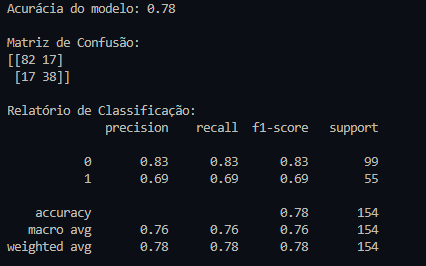 Acurácia do modelo: 0.78
Matriz de Confusão:
[[82 17]
 [17 38]]
Relatório de Classificação:
              precision    recall  f1-score   support
           0       0.83      0.83      0.83        99
           1       0.69      0.69      0.69        55
    accuracy                           0.78       154
   macro avg       0.76      0.76      0.76       154
weighted avg       0.78      0.78      0.78       154